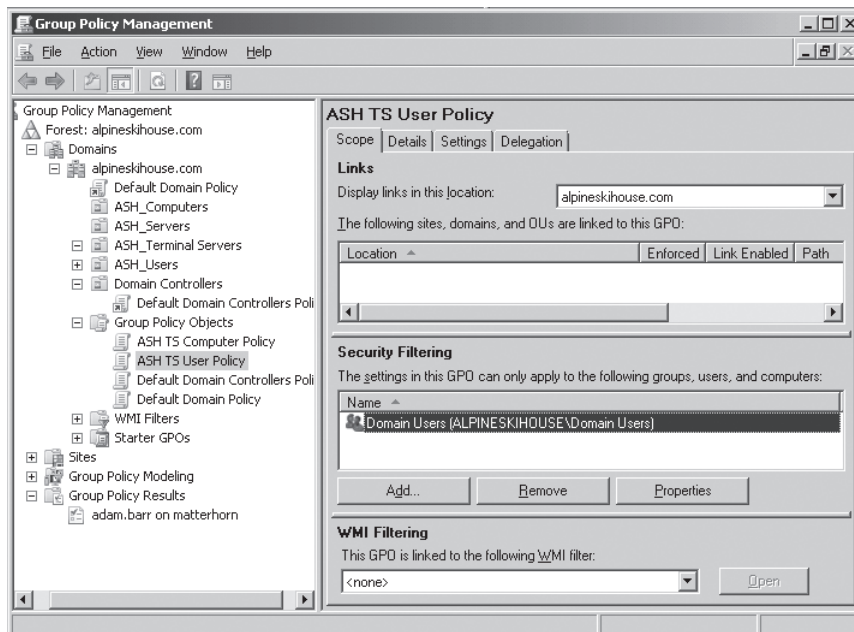 Group Policy Management
File Action View Window Help
Group Policy Management
Forest: alpineskihouse.com
Domains
alpineskihouse.com
Default Domain Policy
ASH_Computers
ASH_Servers
ASH_Terminal Servers
ASH_Users
Domain Controllers
Default Domain Controllers Poli
Group Policy Objects
ASH TS Computer Policy
ASH TS User Policy
Default Domain Controllers Poli
Default Domain Policy
WMI Filters
Starter GPOs
Sites
Group Policy Modeling
Group Policy Results
adam.barr on matterhorn
ASH TS User Policy
Scope Details Settings Delegation
Links
Display links in this location: alpineskihouse.com
The following sites, domains, and OUs are linked to this GPO:
Location Enforced Link Enabled Path
Security Filtering
The settings in this GPO can only apply to the following groups, users, and computers:
Name
Domain Users (ALPINESKIHOUSE\Domain Users)
Add... Remove Properties
WMI Filtering
This GPO is linked to the following WMI filter:
<none> Open